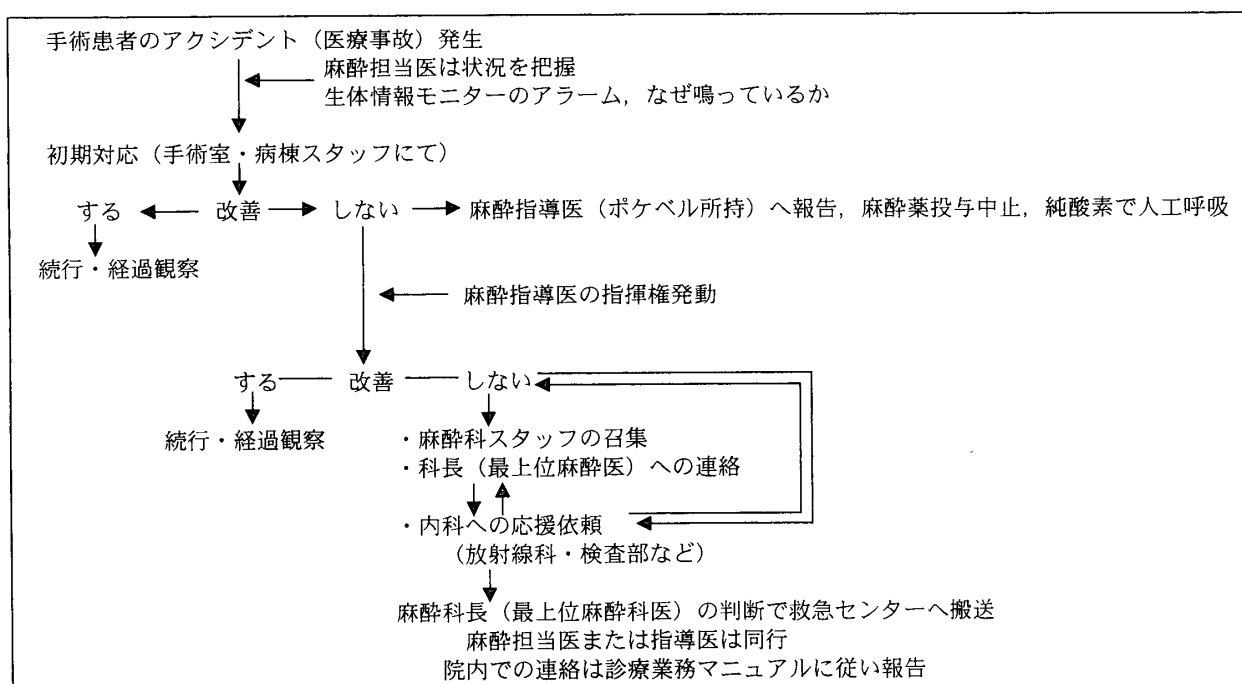 手術患者のアクシデント（医療事故）発生
麻酔担当医は状況を把握
生体情報モニターのアラーム，なぜ鳴っているか
初期対応（手術室・病棟スタッフにて）
する 改善 しない 麻酔指導医（ポケベル所持）へ報告，麻酔薬投与中止，純酸素で人工呼吸
続行・経過観察
麻酔指導医の指揮権発動
する 改善 しない
続行・経過観察
・麻酔科スタッフの召集
・科長（最上位麻酔医）への連絡
・内科への応援依頼
（放射線科・検査部など）
麻酔科長（最上位麻酔科医）の判断で救急センターへ搬送
麻酔担当医または指導医は同行
院内での連絡は診療業務マニュアルに従い報告